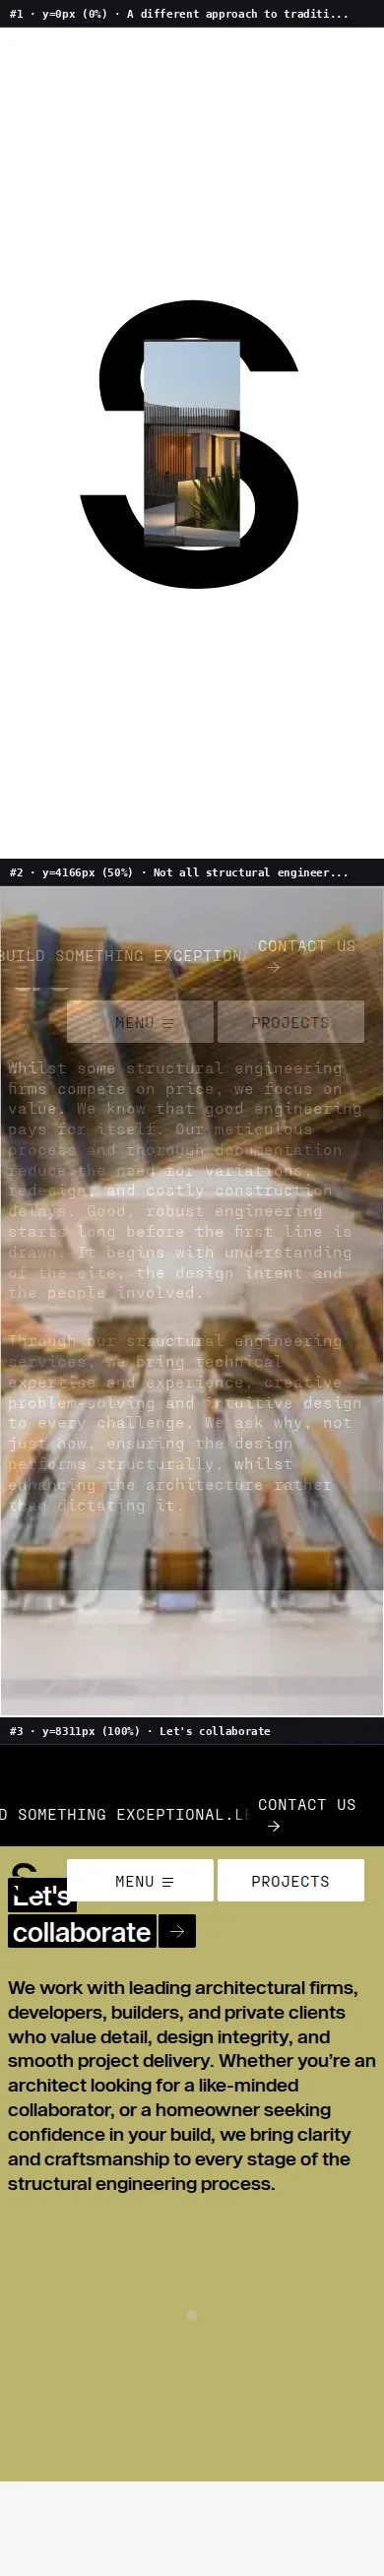 #1 · y=0px (0%) · A different approach to traditi...
S
#2 · y=4166px (50%) · Not all structural engineer...
BUILD SOMETHING EXCEPTIONA
CONTACT US →
MENU
PROJECTS
Whilst some structural engineering
firms compete on price, we focus on
value. We know that good engineering
pays for itself. Our meticulous
process and thorough documentation
reduce the need for variations,
redesign, and costly construction
delays. Good, robust engineering
starts long before the first line is
drawn. It begins with understanding
of the site, the design intent and
the people involved.
Through our structural engineering
services, we bring technical
expertise and experience, creative
problem-solving and intuitive design
to every challenge. We ask why, not
just how, ensuring the design
performs structurally, whilst
enhancing the architecture rather
than dictating it.
#3 · y=8311px (100%) · Let's collaborate
D SOMETHING EXCEPTIONAL.LE
CONTACT US
→
S
MENU
PROJECTS
Let's
collaborate →
We work with leading architectural firms,
developers, builders, and private clients
who value detail, design integrity, and
smooth project delivery. Whether you're an
architect looking for a like-minded
collaborator, or a homeowner seeking
confidence in your build, we bring clarity
and craftsmanship to every stage of the
structural engineering process.